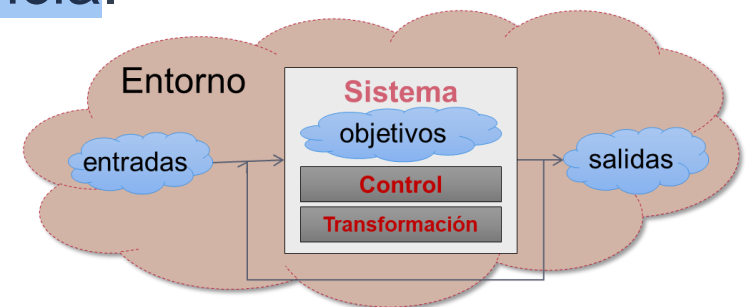 Entorno
Sistema
objetivos
entradas
salidas
Control
Transformación